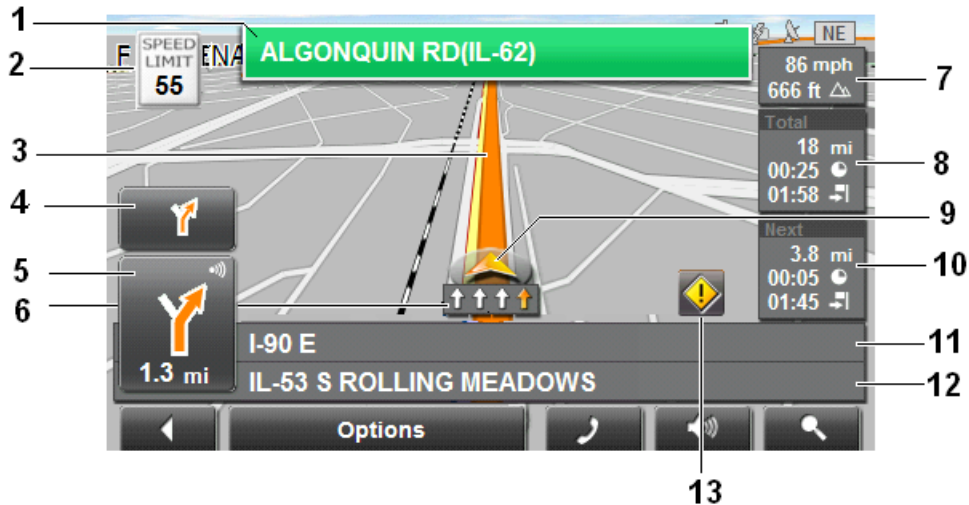 1
ALGONQUIN RD(IL-62)
NE
2
SPEED
LIMIT
55
F
ENA
86 mph
666 ft
7
3
Total
18 mi
00:25
01:58
8
4
9
Next
3.8 mi
00:05
01:45
10
5
6
1.3 mi
I-90 E
11
IL-53 S ROLLING MEADOWS
12
Options
13